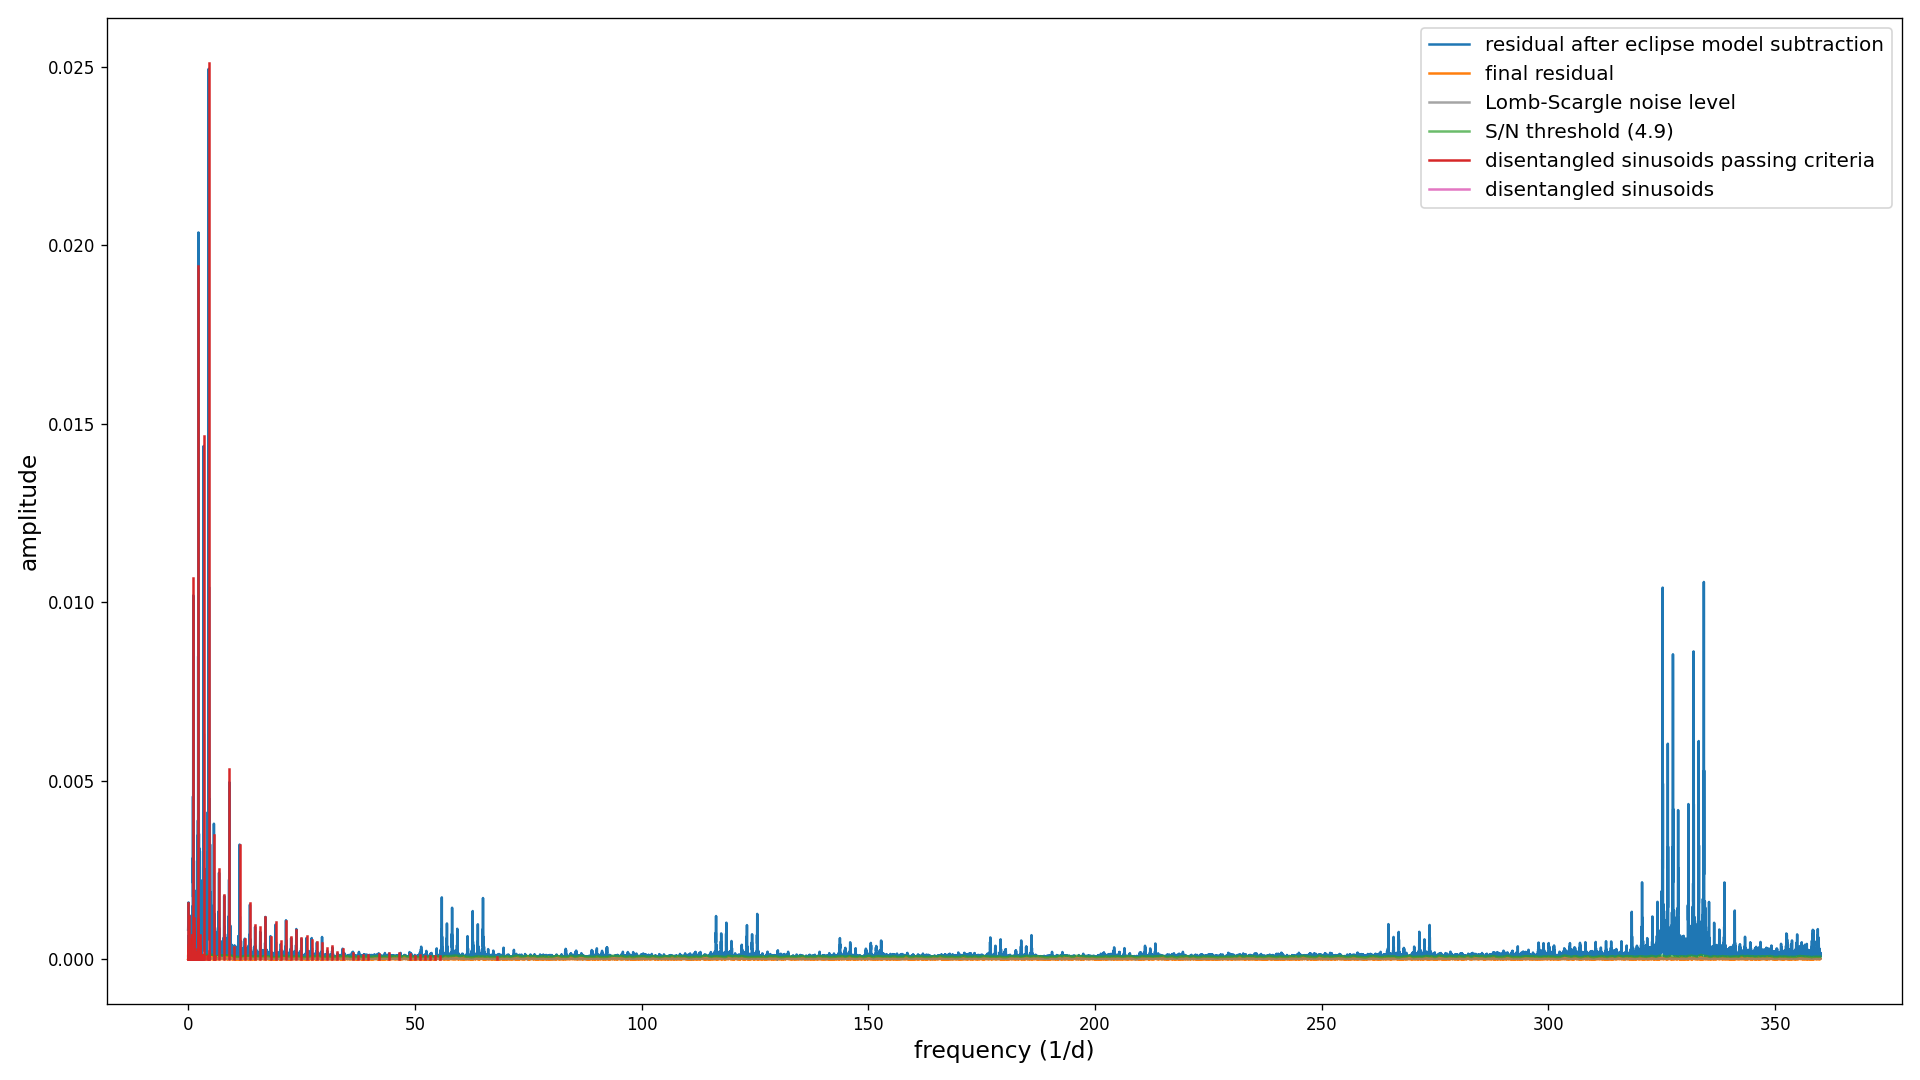 residual after eclipse model subtraction
final residual
Lomb-Scargle noise level
S/N threshold (4.9)
disentangled sinusoids passing criteria
disentangled sinusoids
0.025
0.020
0.015
0.010
0.005
0.000
amplitude
0 50 100 150 200 250 300 350
frequency (1/d)